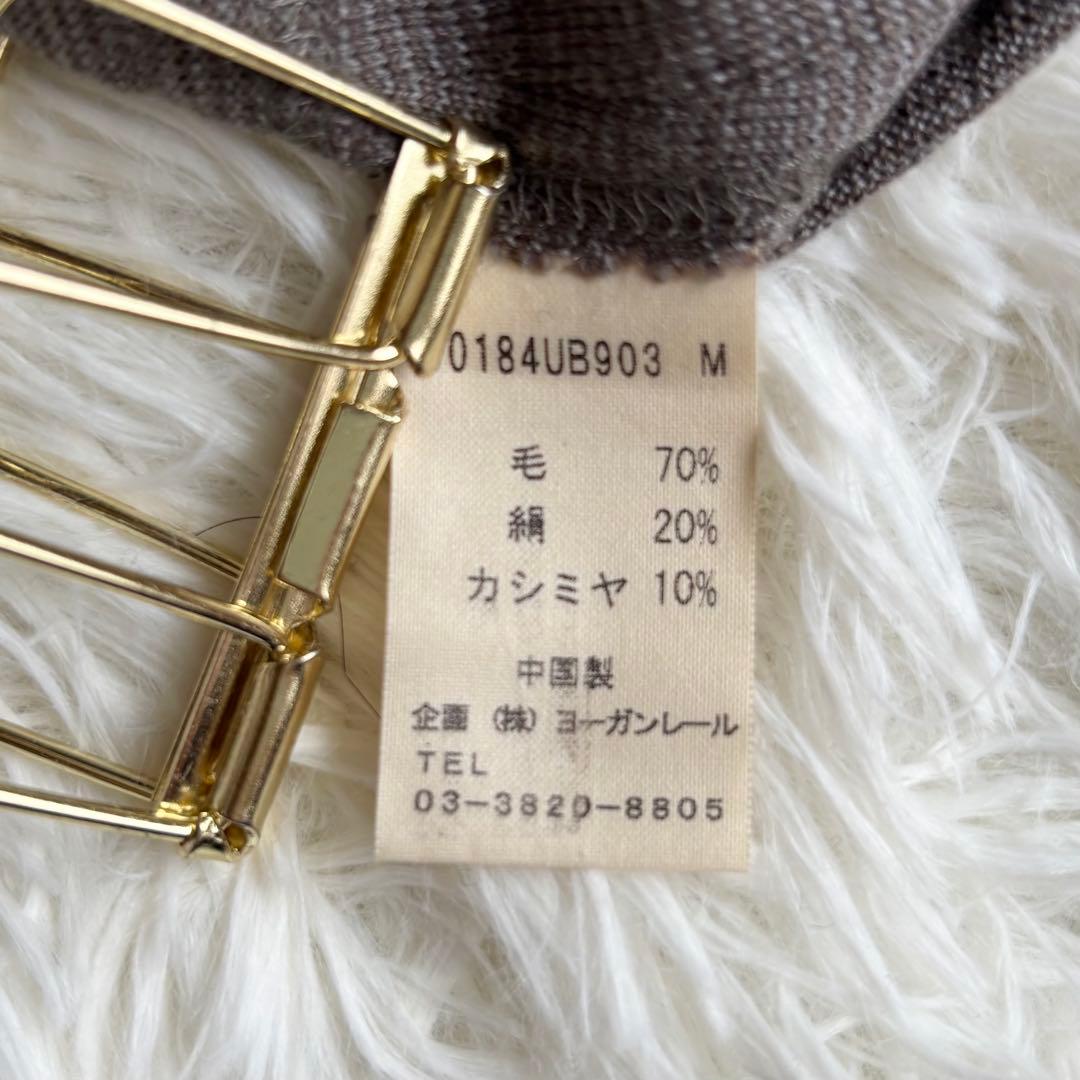 0184UB903 M
毛 70%
絹 20%
カシミヤ 10%
中国製
企画 (株) ヨーガンレール
TEL
03-3820-8805